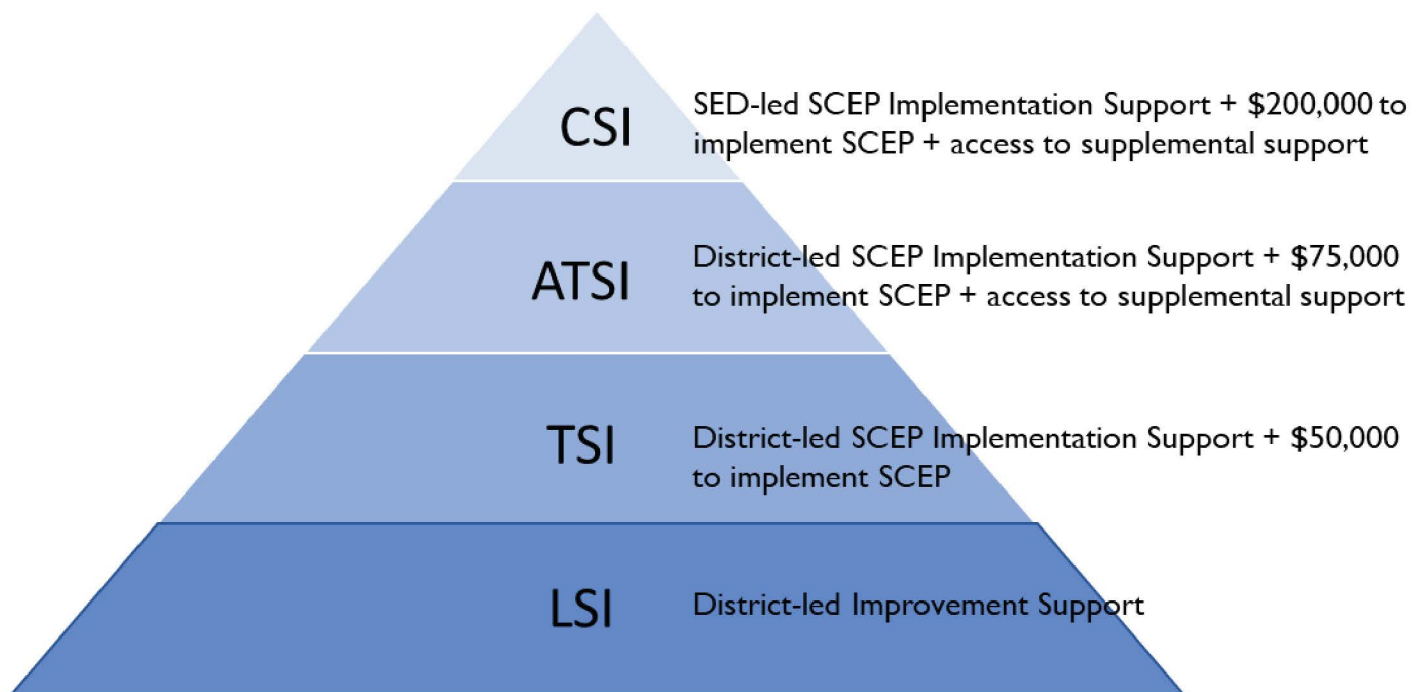 CSI
SED-led SCEP Implementation Support + $200,000 to
implement SCEP + access to supplemental support
ATSI
District-led SCEP Implementation Support + $75,000
to implement SCEP + access to supplemental support
TSI
District-led SCEP Implementation Support + $50,000
to implement SCEP
LSI
District-led Improvement Support